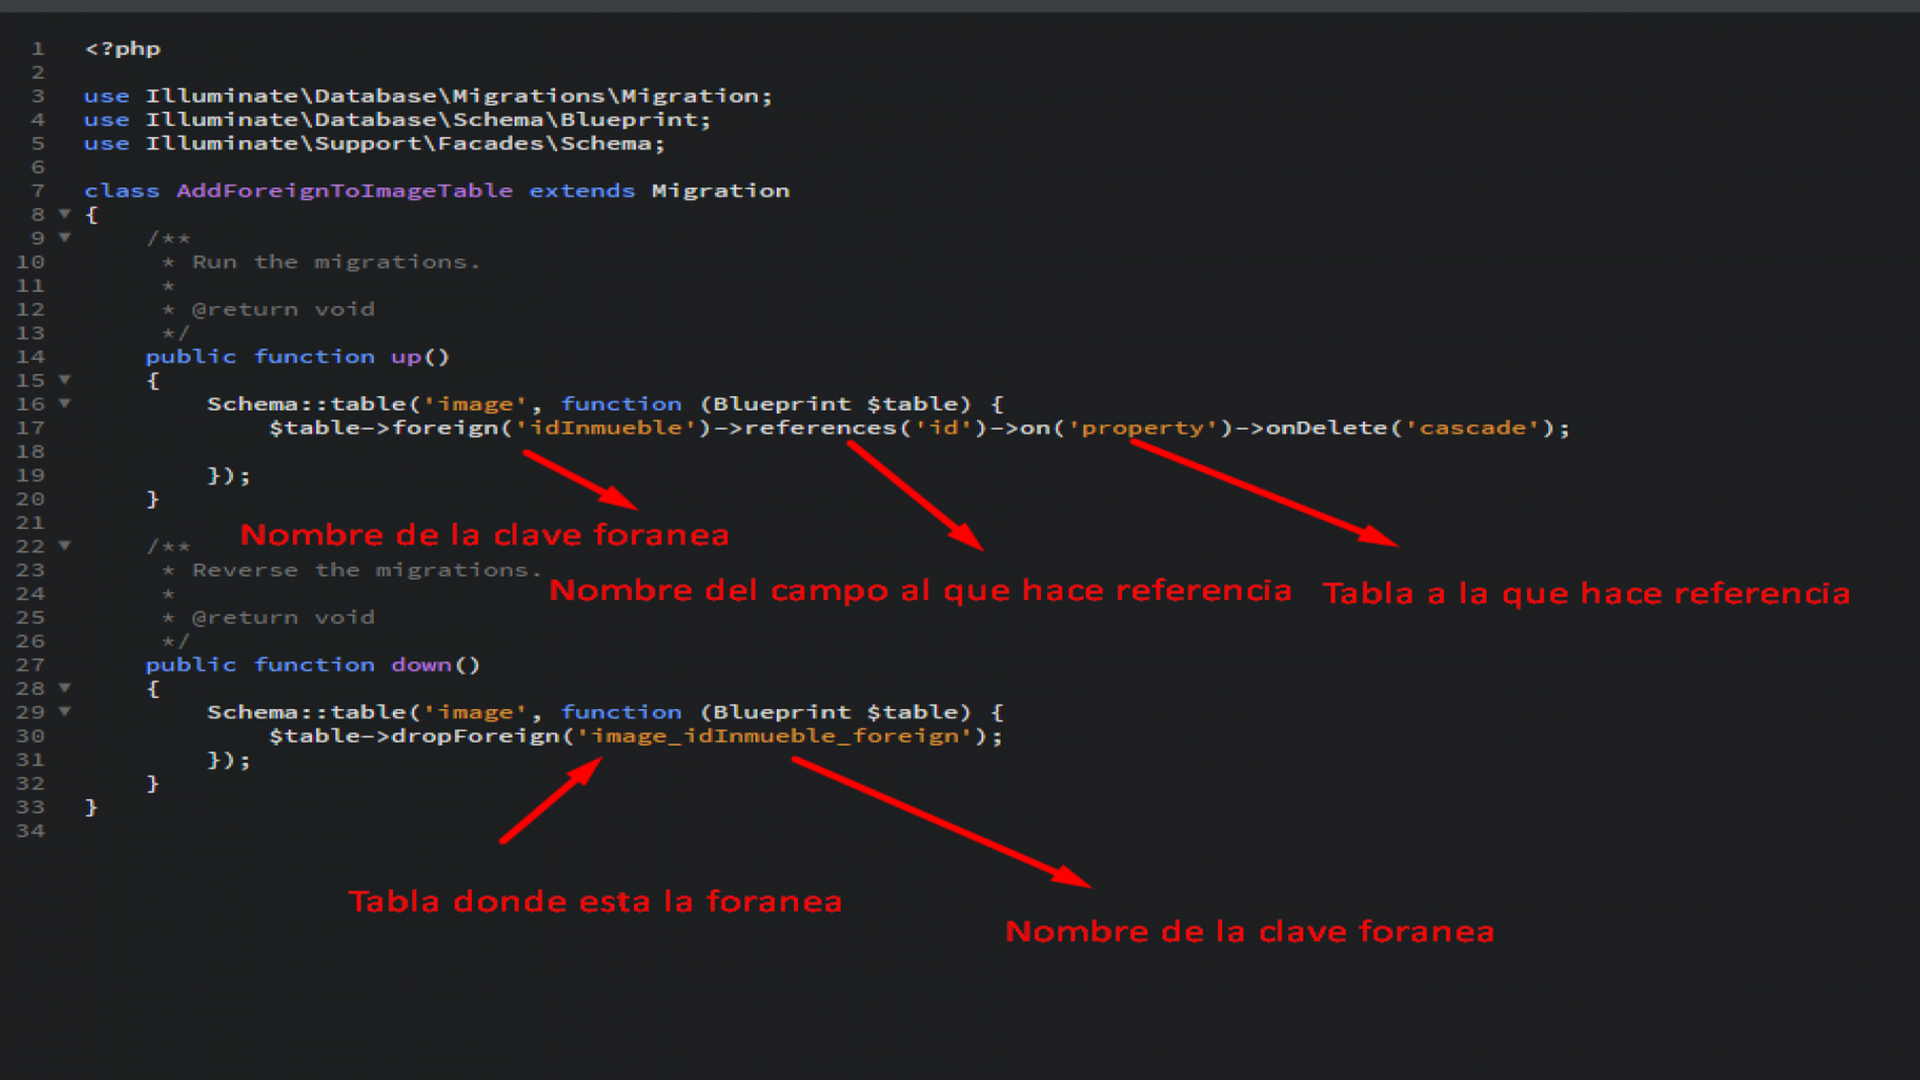 1 <?php
2
3 use Illuminate\Database\Migrations\Migration;
4 use Illuminate\Database\Schema\Blueprint;
5 use Illuminate\Support\Facades\Schema;
6
7 class AddForeignToImageTable extends Migration
8 {
9 /**
10 * Run the migrations.
11 *
12 * @return void
13 */
14 public function up()
15 {
16 Schema::table('image', function (Blueprint $table) {
17 $table->foreign('idInmueble')->references('id')->on('property')->onDelete('cascade');
18
19 });
20 }
21
Nombre de la clave foranea
22 /**
23 * Reverse the migrations.
Nombre del campo al que hace referencia
Tabla a la que hace referencia
24 *
25 * @return void
26 */
27 public function down()
28 {
29 Schema::table('image', function (Blueprint $table) {
30 $table->dropForeign('image_idInmueble_foreign');
31 });
32 }
33 }
34
Tabla donde esta la foranea
Nombre de la clave foranea